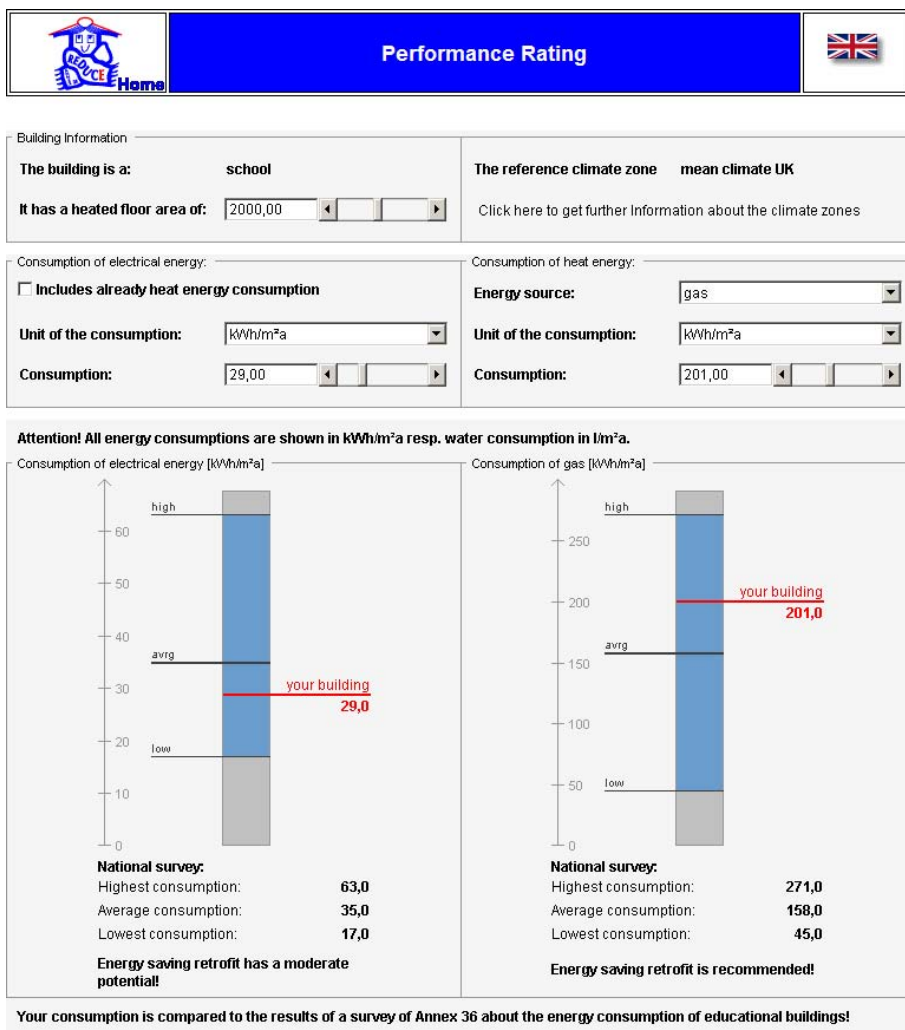 REDUCE
Home
Performance Rating
Building Information
The building is a: school
It has a heated floor area of: 2000,00
The reference climate zone mean climate UK
Click here to get further Information about the climate zones
Consumption of electrical energy:
Includes already heat energy consumption
Unit of the consumption: kWh/m²a
Consumption: 29,00
Consumption of heat energy:
Energy source: gas
Unit of the consumption: kWh/m²a
Consumption: 201,00
Attention! All energy consumptions are shown in kWh/m²a resp. water consumption in l/m²a.
Consumption of electrical energy [kWh/m²a]
high
60
50
40
avrg
30
your building
29,0
20
low
10
0
National survey:
Highest consumption: 63,0
Average consumption: 35,0
Lowest consumption: 17,0
Energy saving retrofit has a moderate
potential!
Consumption of gas [kWh/m²a]
high
250
200
your building
201,0
avrg
150
100
50
low
0
National survey:
Highest consumption: 271,0
Average consumption: 158,0
Lowest consumption: 45,0
Energy saving retrofit is recommended!
Your consumption is compared to the results of a survey of Annex 36 about the energy consumption of educational buildings!